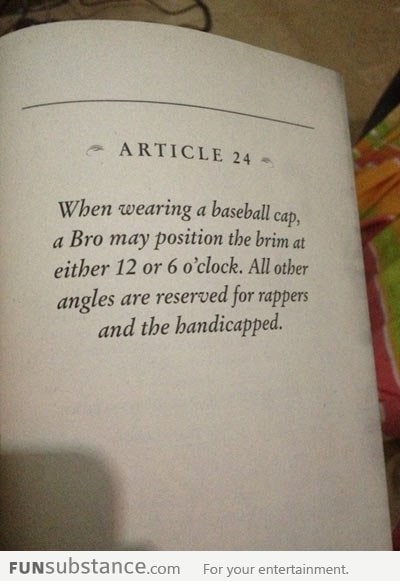 ARTICLE 24
When wearing a baseball cap,
a Bro may position the brim at
either 12 or 6 o'clock. All other
angles are reserved for rappers
and the handicapped.
FUNsubstance.com For your entertainment.